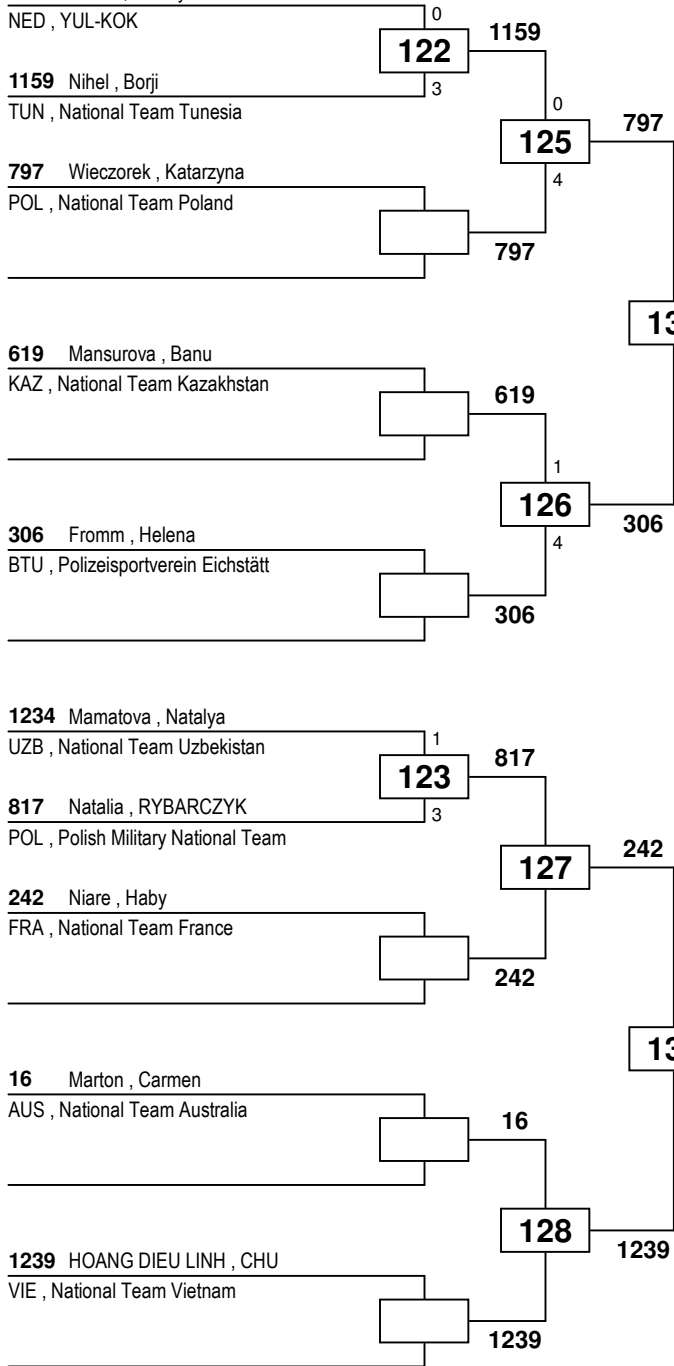 NED , YUL-KOK
0
122
1159
1159 Nihel , Borji
3
TUN , National Team Tunesia
0
797
125
797 Wieczorek , Katarzyna
4
POL , National Team Poland
797
13
619 Mansurova , Banu
KAZ , National Team Kazakhstan
619
1
126
306
306 Fromm , Helena
4
BTU , Polizeisportverein Eichstätt
306
1234 Mamatova , Natalya
UZB , National Team Uzbekistan
1
817
123
817 Natalia , RYBARCZYK
3
POL , Polish Military National Team
242
127
242 Niare , Haby
FRA , National Team France
242
13
16 Marton , Carmen
AUS , National Team Australia
16
128
1239
1239 HOANG DIEU LINH , CHU
VIE , National Team Vietnam
1239